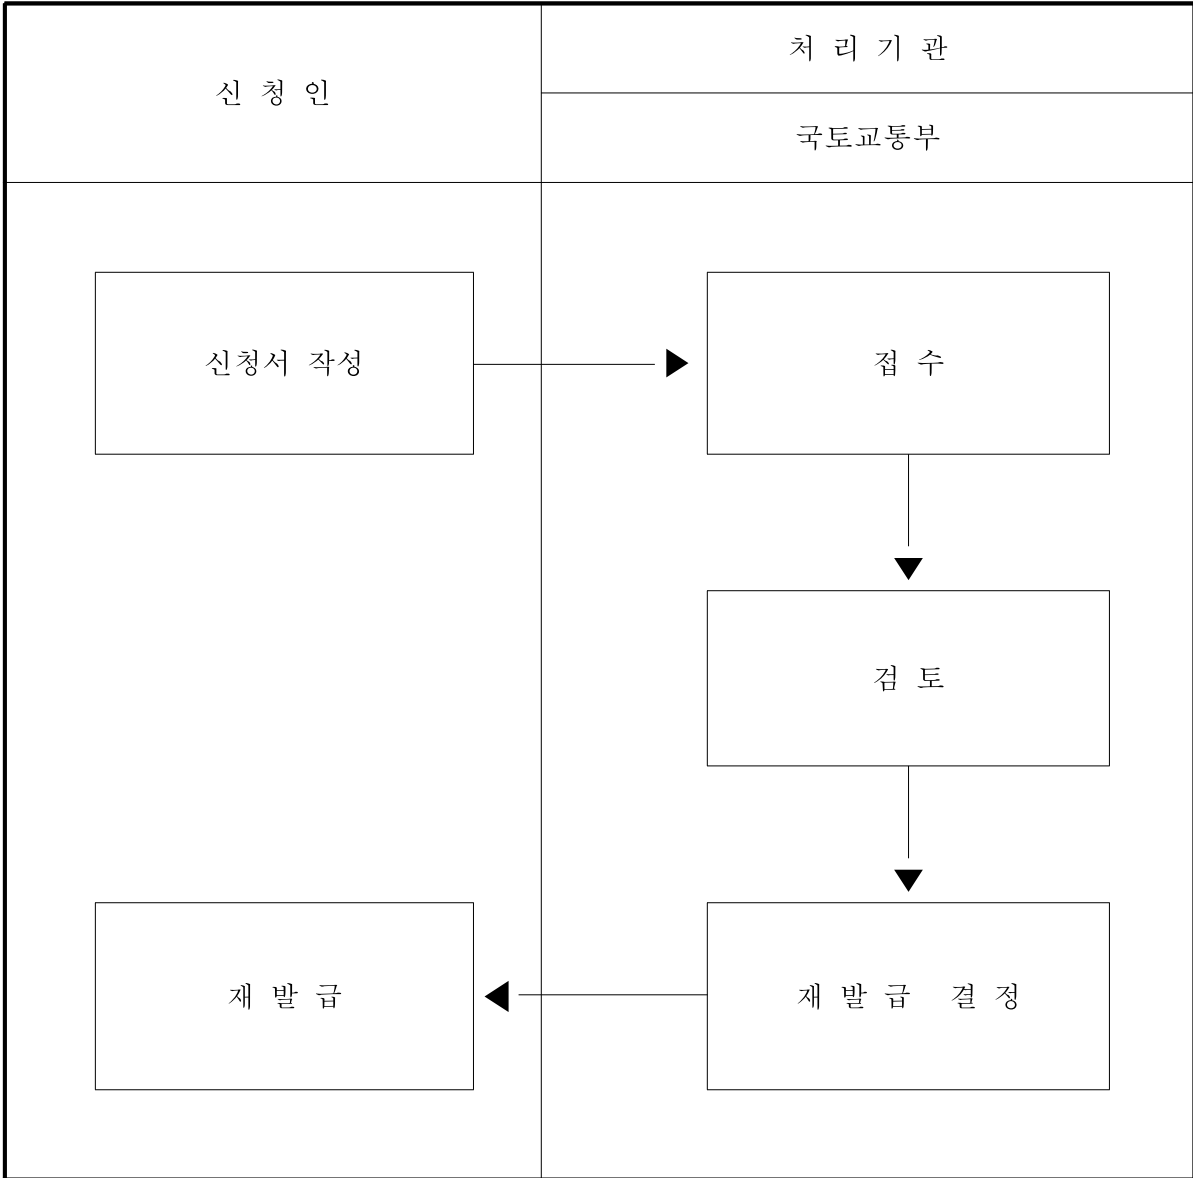 신 청 인
처 리 기 관
국토교통부
신청서 작성
접 수
검 토
재 발 급 결 정
재 발 급